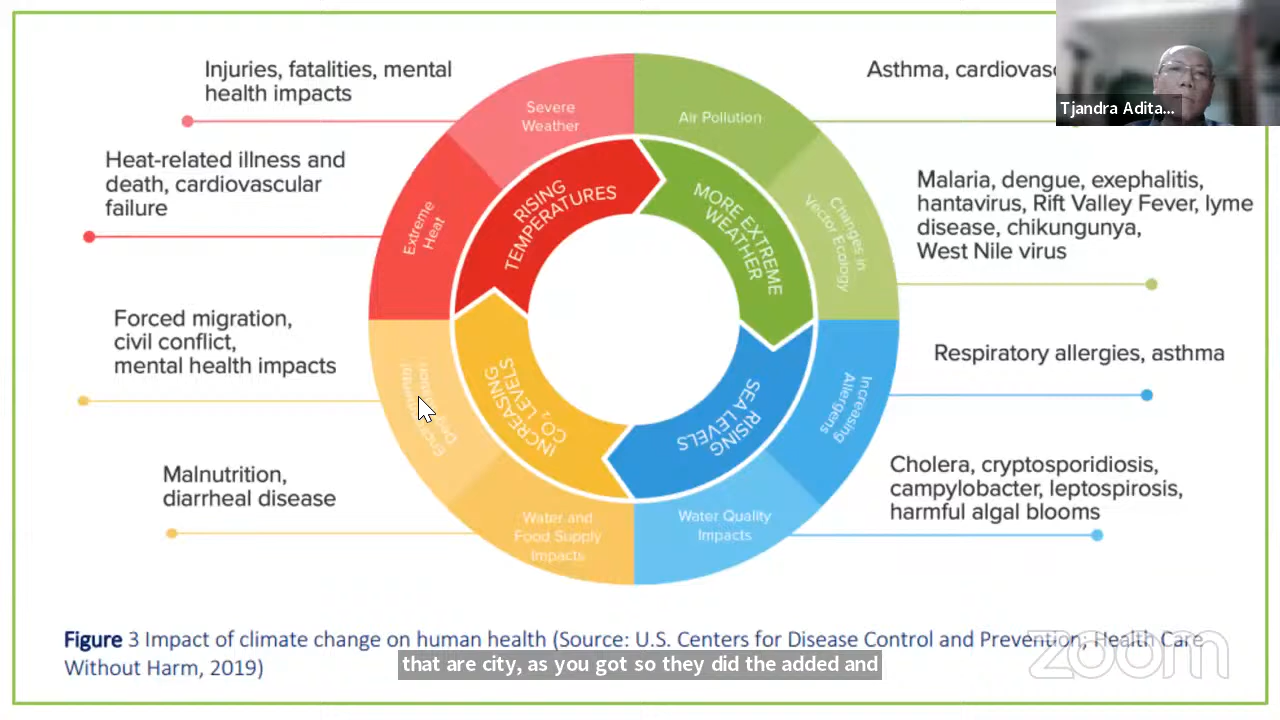 Injuries, fatalities, mental
health impacts
Severe
Weather
Air Pollution
Asthma,
Tjandra Adita...
Heat-related illness and
death, cardiovascular
failure
Extreme
Heat
RISING
TEMPERATURES
MORE EXTREME
WEATHER
Changes in
Vector Ecology
Malaria, dengue, exephalitis,
hantavirus, Rift Valley Fever, lyme
disease, chikungunya,
West Nile virus
Forced migration,
civil conflict,
mental health impacts
INCREASING
CO2 LEVELS
RISING
SEA LEVELS
Increasing
Allergens
Respiratory allergies, asthma
Malnutrition,
diarrheal disease
Water and
Food Supply
Impacts
Water Quality
Impacts
Cholera, cryptosporidiosis,
campylobacter, leptospirosis,
harmful algal blooms
Figure 3 Impact of climate change on human health (Source: U.S. Centers for Disease Control and Prevention, Health Care
Without Harm, 2019)
that are city, as you got so they did the added and
zoom